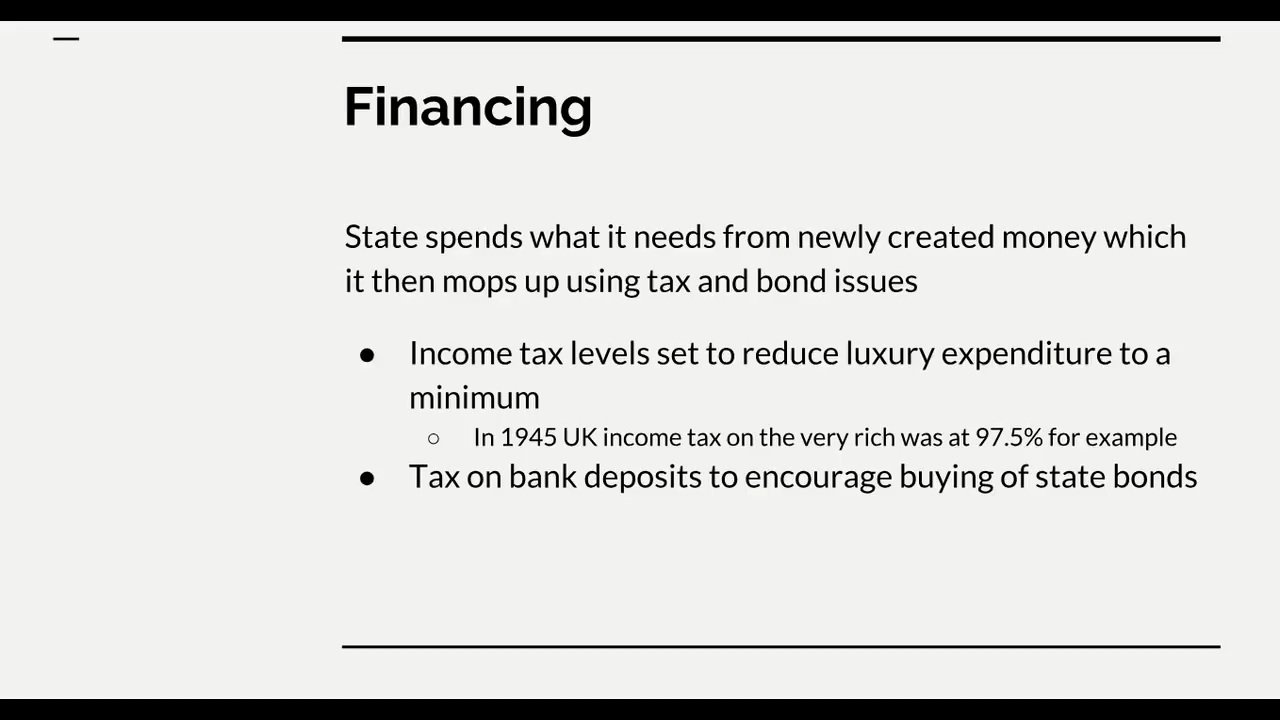 Financing
State spends what it needs from newly created money which
it then mops up using tax and bond issues
● Income tax levels set to reduce luxury expenditure to a
minimum
○ In 1945 UK income tax on the very rich was at 97.5% for example
● Tax on bank deposits to encourage buying of state bonds